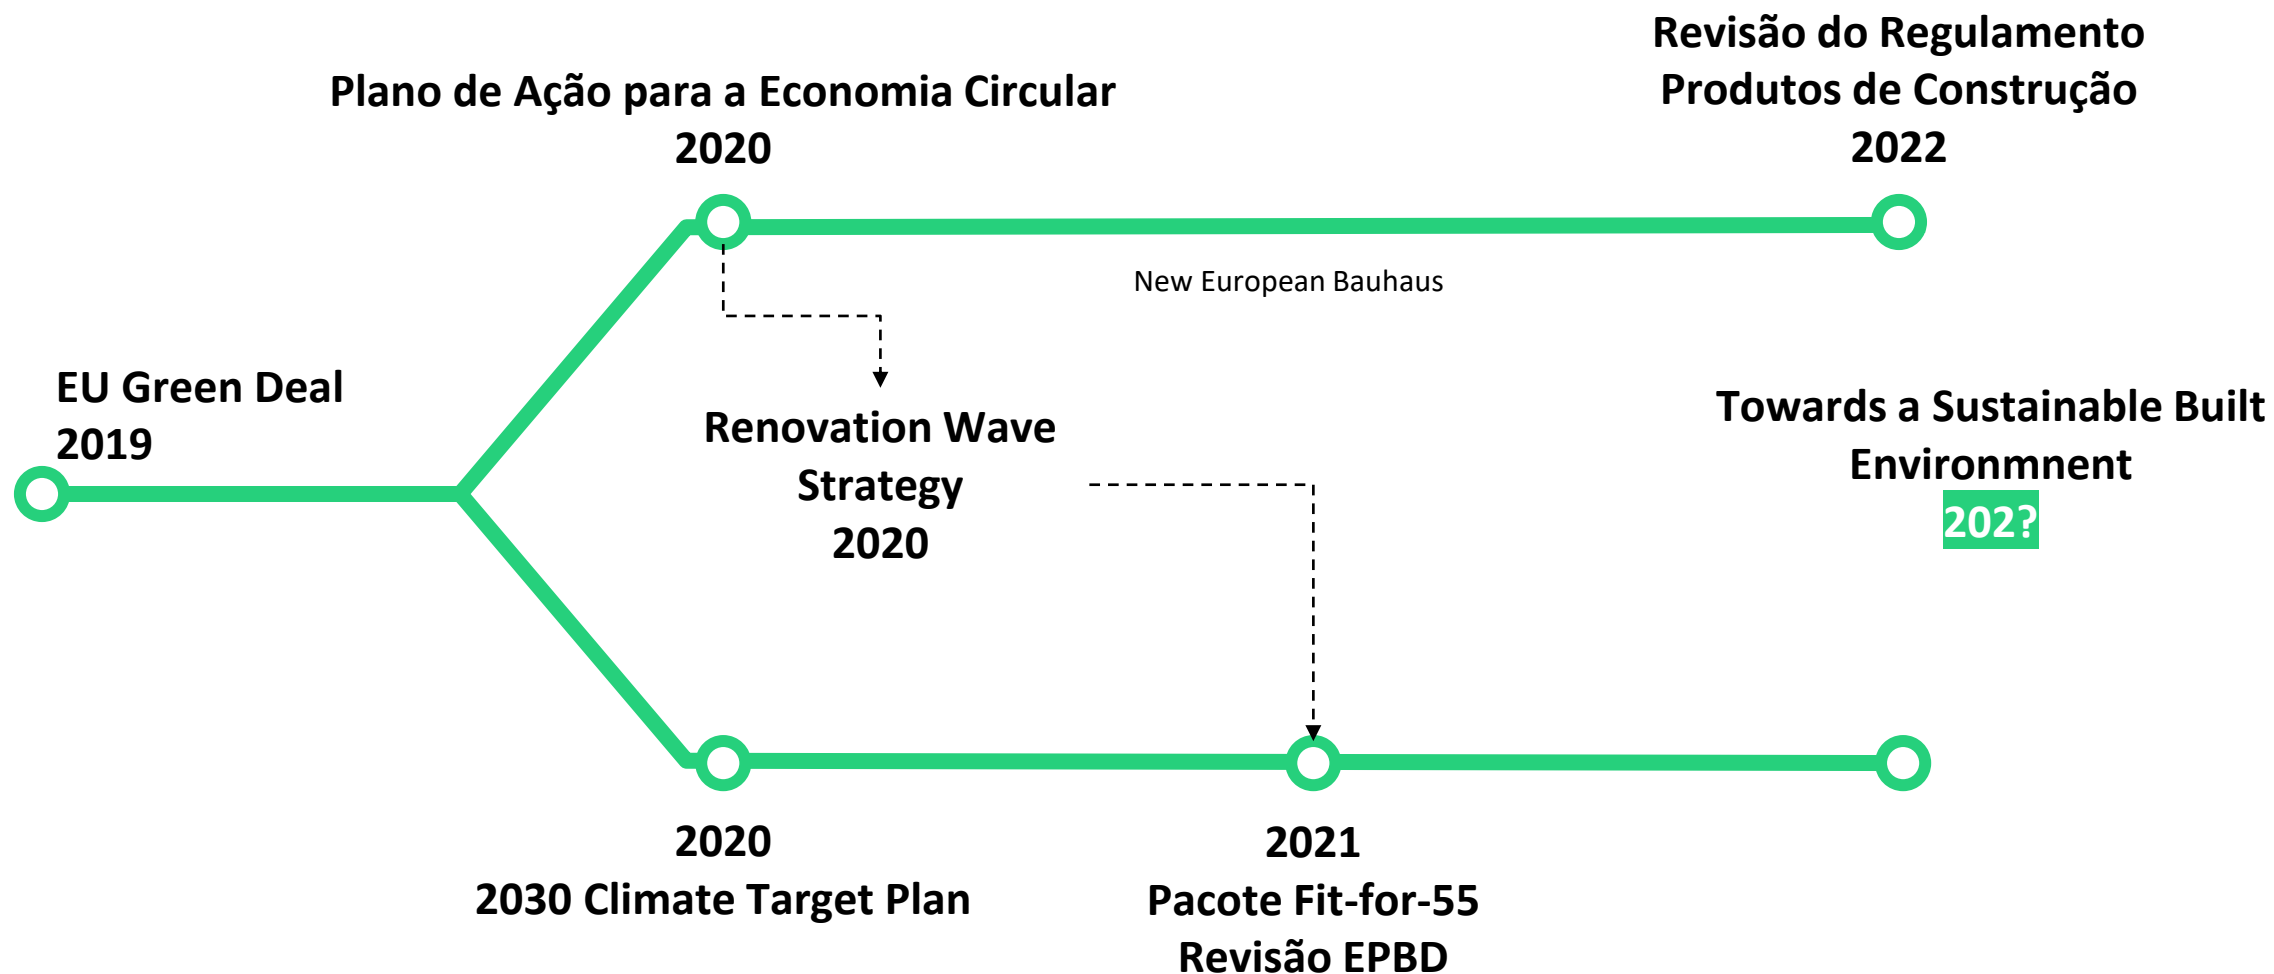 Revisão do Regulamento
Produtos de Construção
2022
Plano de Ação para a Economia Circular
2020
New European Bauhaus
EU Green Deal
2019
Renovation Wave
Strategy
2020
Towards a Sustainable Built
Environmnent
202?
2020
2030 Climate Target Plan
2021
Pacote Fit-for-55
Revisão EPBD